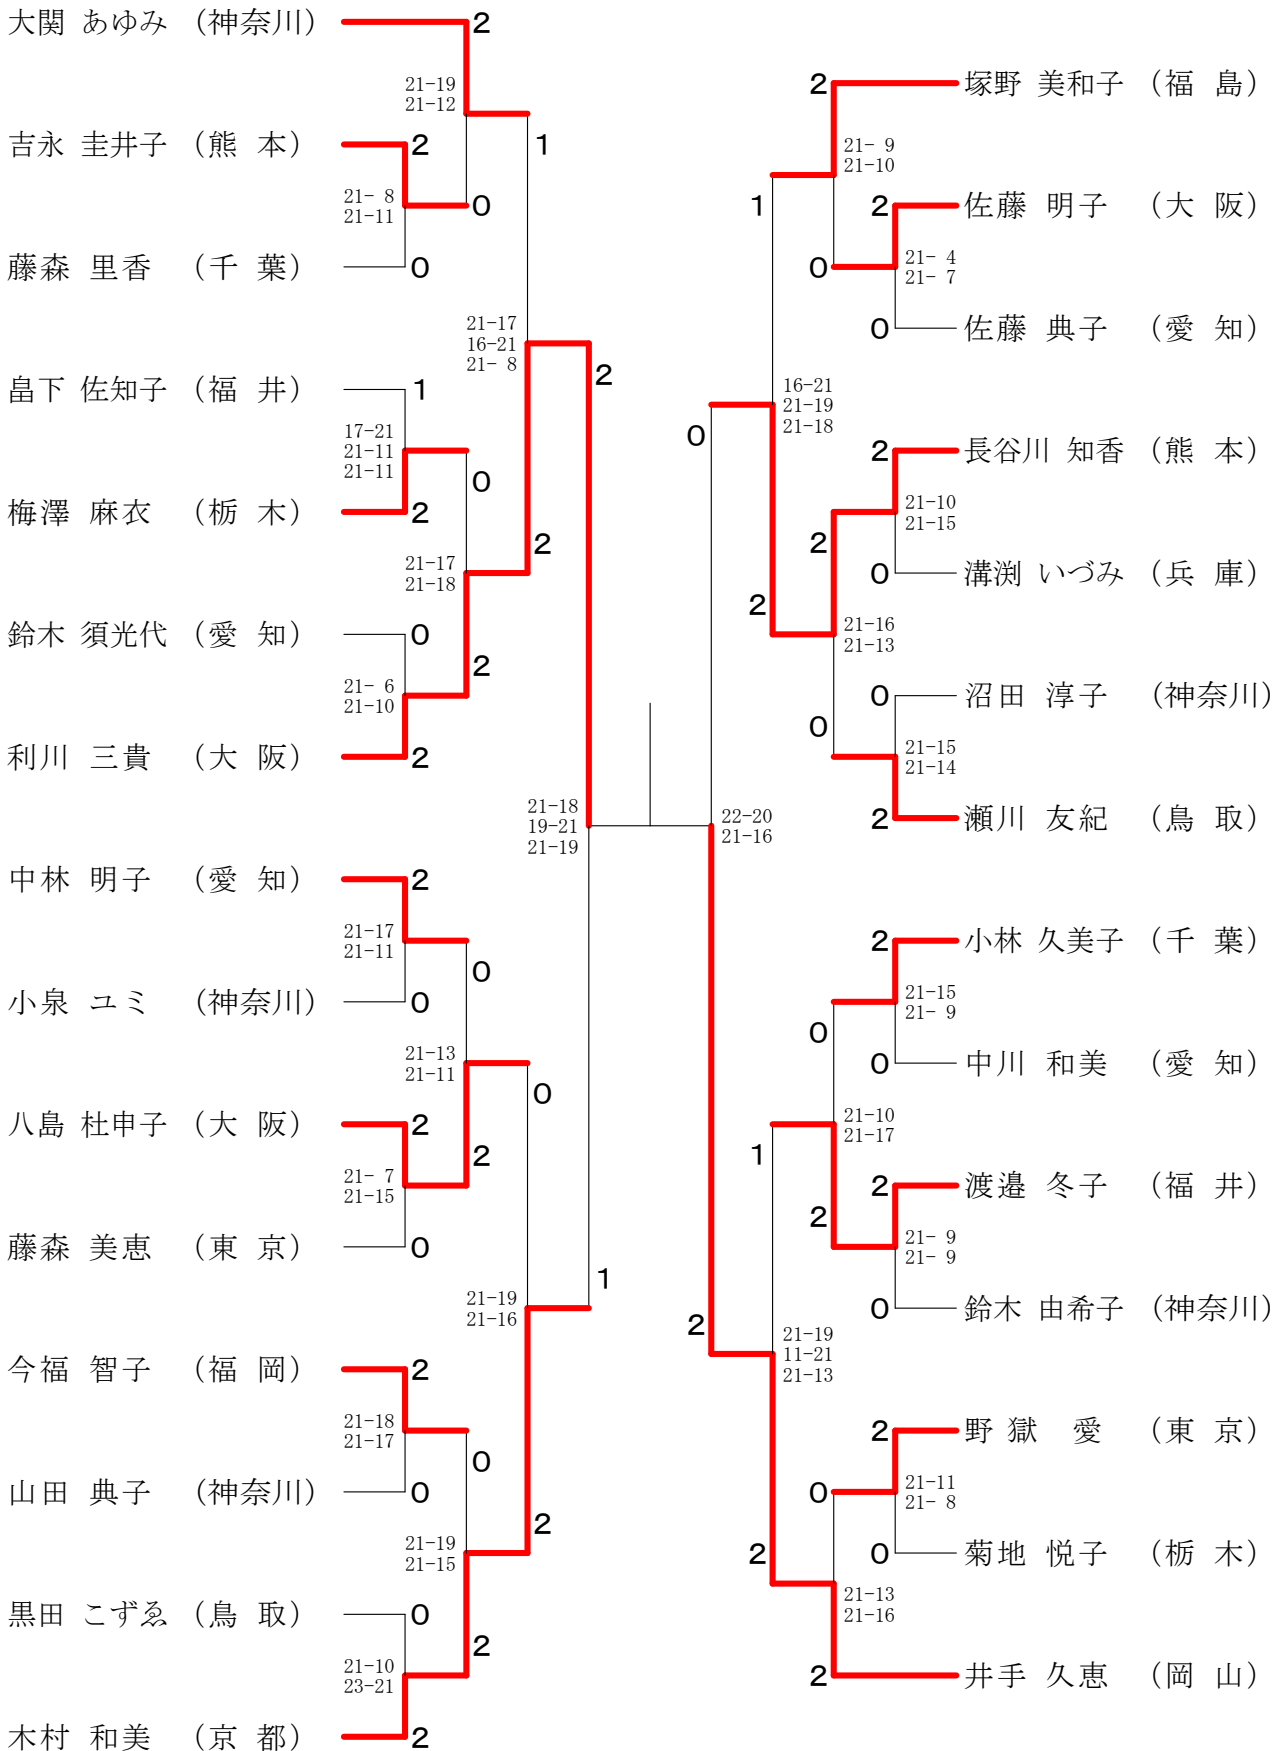 大関 あゆみ (神奈川) 2
21-19
21-12
吉永 圭井子 (熊 本) 2
1
21- 8
21-11
0
藤森 里香 (千 葉) 0
21-17
16-21
21- 8
2
畠下 佐知子 (福 井) 1
17-21
21-11
21-11
0
梅澤 麻衣 (栃 木) 2
2
21-17
21-18
鈴木 須光代 (愛 知) 0
2
21- 6
21-10
利川 三貴 (大 阪) 2
21-18
19-21
21-19
中林 明子 (愛 知) 2
21-17
21-11
0
小泉 ユミ (神奈川) 0
21-13
21-11
0
八島 杜申子 (大 阪) 2
2
21- 7
21-15
藤森 美恵 (東 京) 0
1
21-19
21-16
今福 智子 (福 岡) 2
21-18
21-17
0
山田 典子 (神奈川) 0
2
21-19
21-15
黒田 こずゑ (鳥 取) 0
2
21-10
23-21
木村 和美 (京 都) 2
2 塚野 美和子 (福 島)
21- 9
21-10
1
2 佐藤 明子 (大 阪)
0
21- 4
21- 7
0 佐藤 典子 (愛 知)
16-21
21-19
21-18
0
2 長谷川 知香 (熊 本)
21-10
21-15
2
0 溝渕 いづみ (兵 庫)
2
21-16
21-13
0 沼田 淳子 (神奈川)
0
21-15
21-14
2 瀬川 友紀 (鳥 取)
22-20
21-16
2 小林 久美子 (千 葉)
21-15
21- 9
0
0 中川 和美 (愛 知)
21-10
21-17
1
2 渡邉 冬子 (福 井)
2
21- 9
21- 9
0 鈴木 由希子 (神奈川)
2
21-19
11-21
21-13
2 野獄 愛 (東 京)
21-11
21- 8
0
0 菊地 悦子 (栃 木)
2
21-13
21-16
2 井手 久恵 (岡 山)